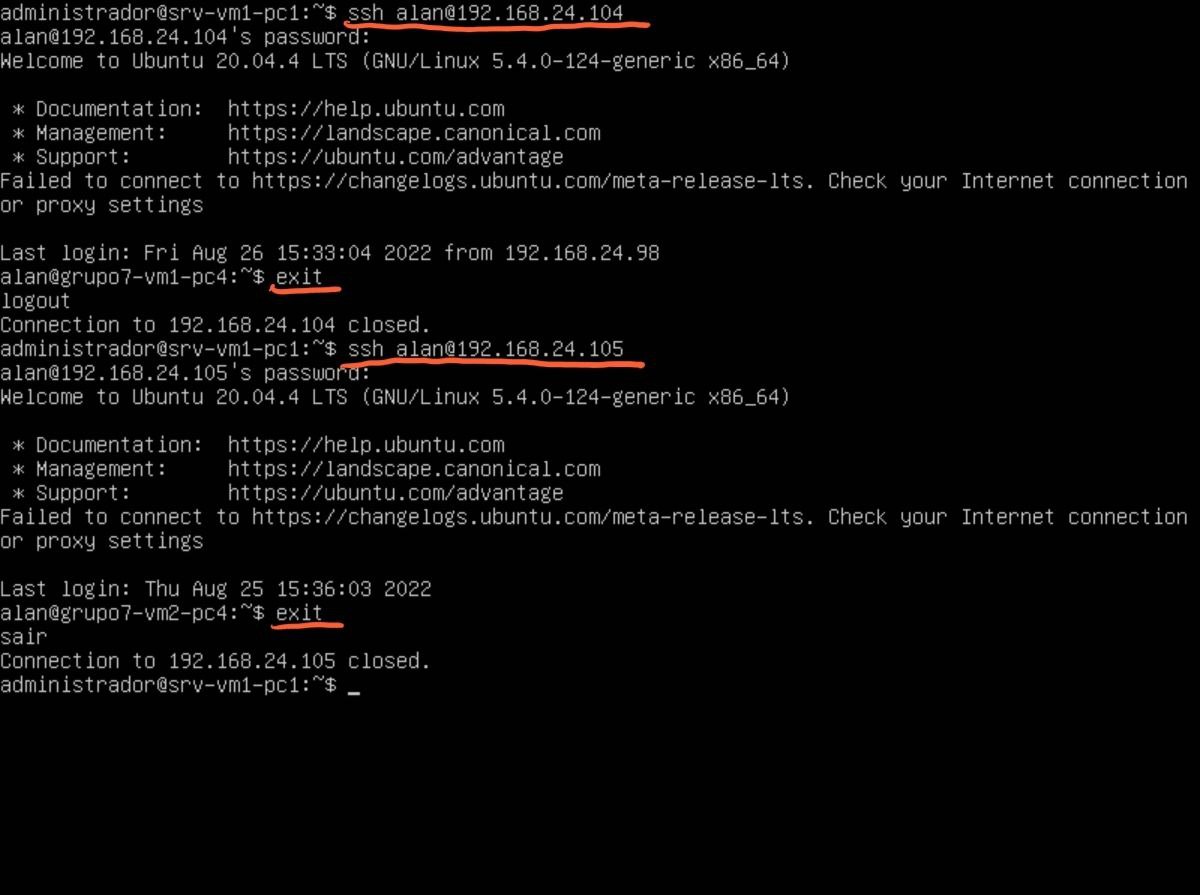 administrador@srv-vm1-pc1:~$ ssh alan@192.168.24.104
alan@192.168.24.104's password:
Welcome to Ubuntu 20.04.4 LTS (GNU/Linux 5.4.0-124-generic x86_64)
* Documentation:  https://help.ubuntu.com
* Management:     https://landscape.canonical.com
* Support:        https://ubuntu.com/advantage
Failed to connect to https://changelogs.ubuntu.com/meta-release-lts. Check your Internet connection
or proxy settings
Last login: Fri Aug 26 15:33:04 2022 from 192.168.24.98
alan@grupo7-vm1-pc4:~$ exit
logout
Connection to 192.168.24.104 closed.
administrador@srv-vm1-pc1:~$ ssh alan@192.168.24.105
alan@192.168.24.105's password:
Welcome to Ubuntu 20.04.4 LTS (GNU/Linux 5.4.0-124-generic x86_64)
* Documentation:  https://help.ubuntu.com
* Management:     https://landscape.canonical.com
* Support:        https://ubuntu.com/advantage
Failed to connect to https://changelogs.ubuntu.com/meta-release-lts. Check your Internet connection
or proxy settings
Last login: Thu Aug 25 15:36:03 2022
alan@grupo7-vm2-pc4:~$ exit
sair
Connection to 192.168.24.105 closed.
administrador@srv-vm1-pc1:~$ _